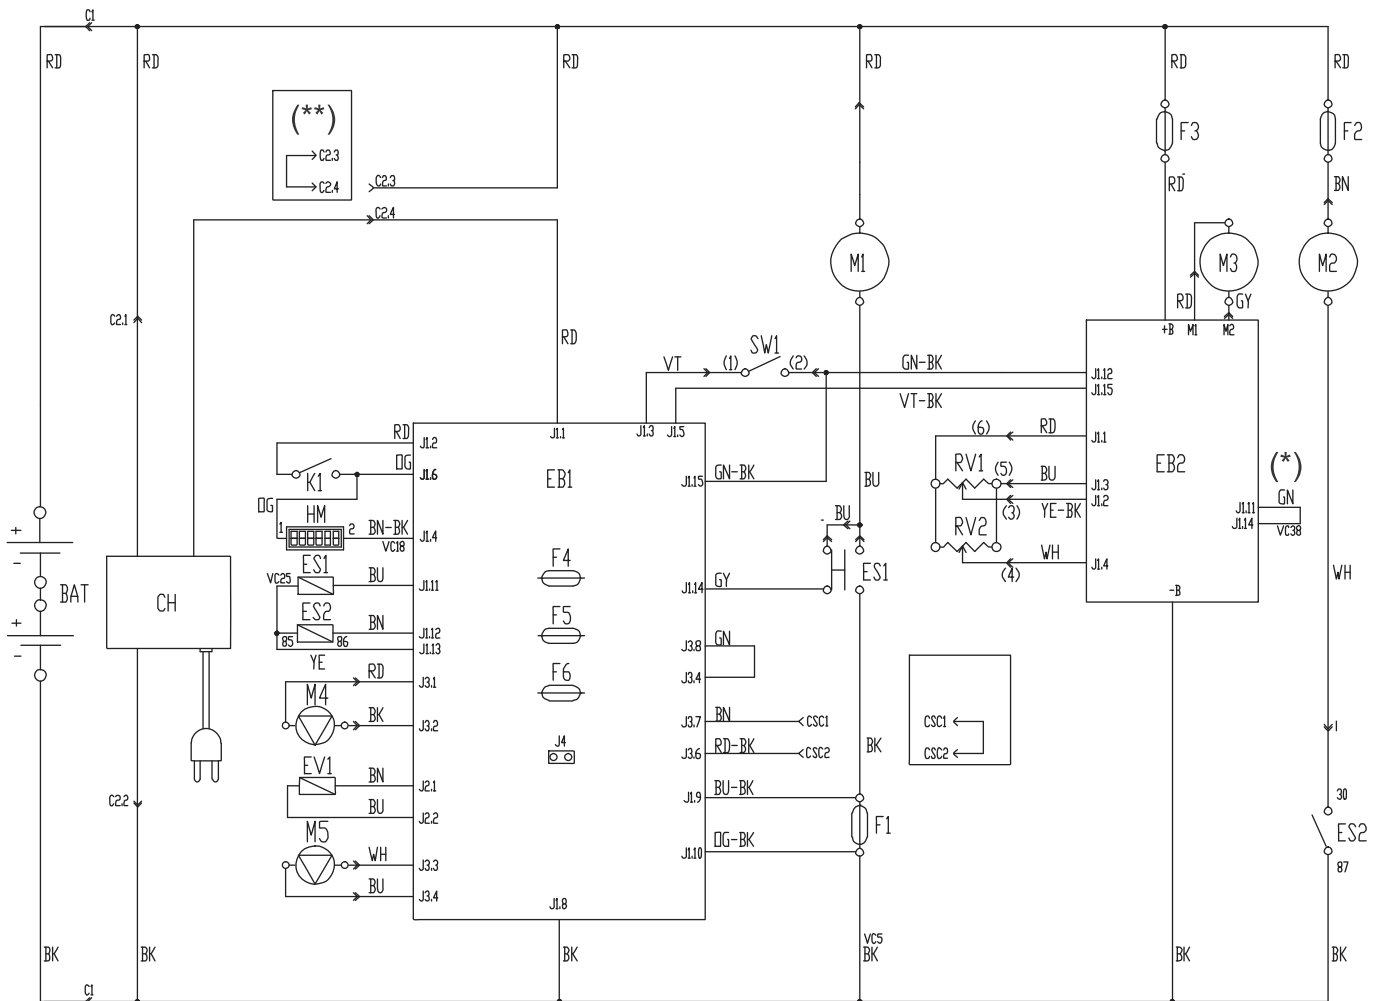 C1
RD
RD
RD
RD
RD
RD
(**)
C2.3
C2.4
C2.3
C2.4
F3
F2
RD
BN
M1
M3
M2
RD
GY
C2.1
RD
+B
M1
M2
SW1
VT
(1)
(2)
GN-BK
J1.12
VT-BK
J1.15
RD
J1.2
J1.1
J1.3
J1.5
(6)
RD
J1.1
OG
J1.6
K1
EB1
GN-BK
J1.15
BU
RV1
(5)
BU
J1.3
EB2
(*)
GN
OG
HM
1
2
BN-BK
J1.4
VC18
BU
(3)
YE-BK
J1.2
J1.11
J1.14
VC38
RV2
F4
ES1
VC25
BU
J1.11
GY
J1.14
ES1
WH
(4)
J1.4
WH
BAT
+
-
+
-
CH
-B
ES2
BN
J1.12
85
86
J1.13
F5
GN
J3.8
YE
RD
J3.1
F6
J3.4
M4
BK
J3.2
BN
J3.7
CSC1
CSC1
J4
RD-BK
J3.6
CSC2
CSC2
BK
EV1
BN
J2.1
C2.2
BU
J2.2
BU-BK
J1.9
30
F1
ES2
M5
WH
J3.3
OG-BK
J1.10
87
BU
J3.4
J1.8
BK
BK
BK
VC5
BK
BK
BK
C1